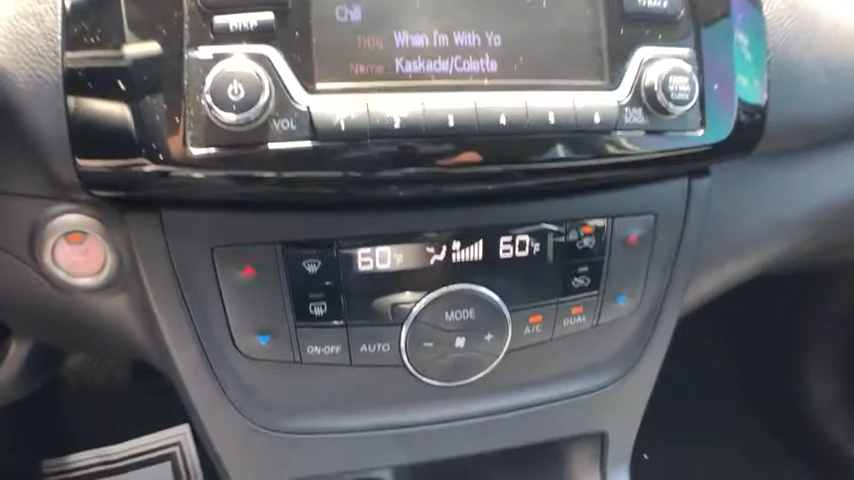 DISP
Chill
Title When I'm With Yo
Name Kaskade/Colette
VOL
1 2 3 4 5 6
TUNE
SCROLL
60°F 60°F
ON·OFF AUTO MODE A/C DUAL
- +